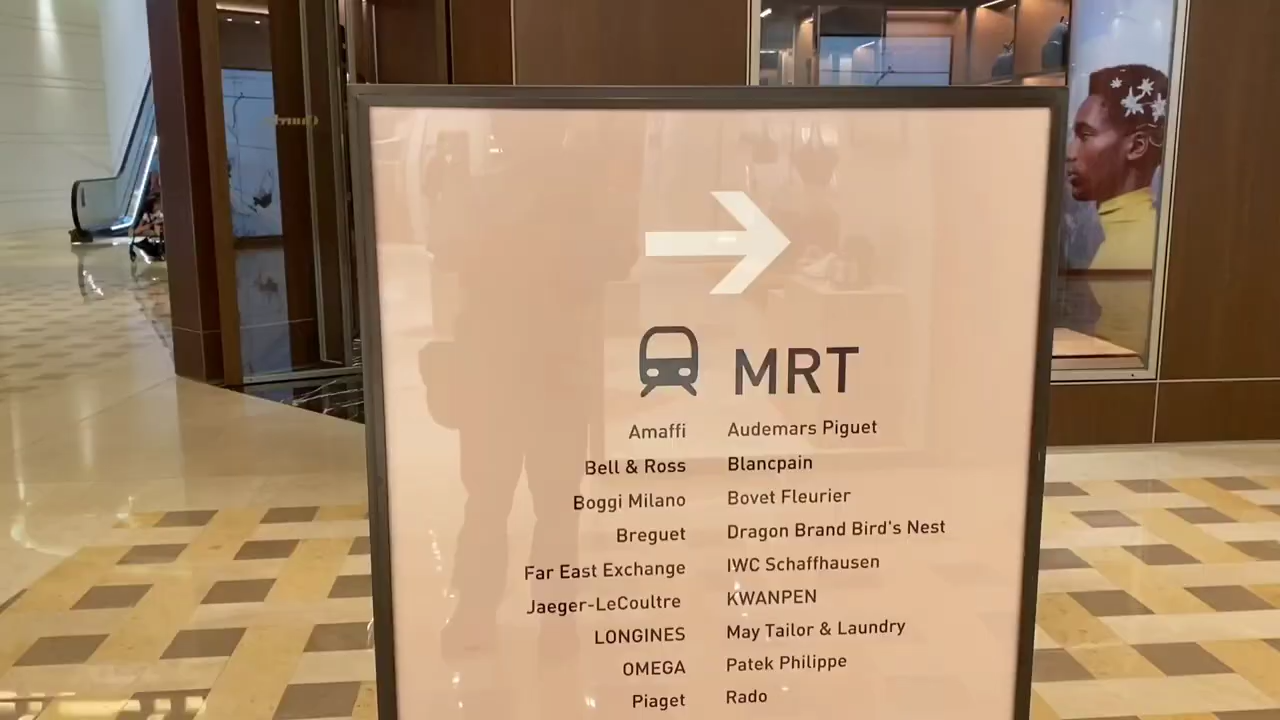 MRT
Amaffi Audemars Piguet
Bell & Ross Blancpain
Boggi Milano Bovet Fleurier
Breguet Dragon Brand Bird's Nest
Far East Exchange IWC Schaffhausen
Jaeger-LeCoultre KWANPEN
LONGINES May Tailor & Laundry
OMEGA Patek Philippe
Piaget Rado